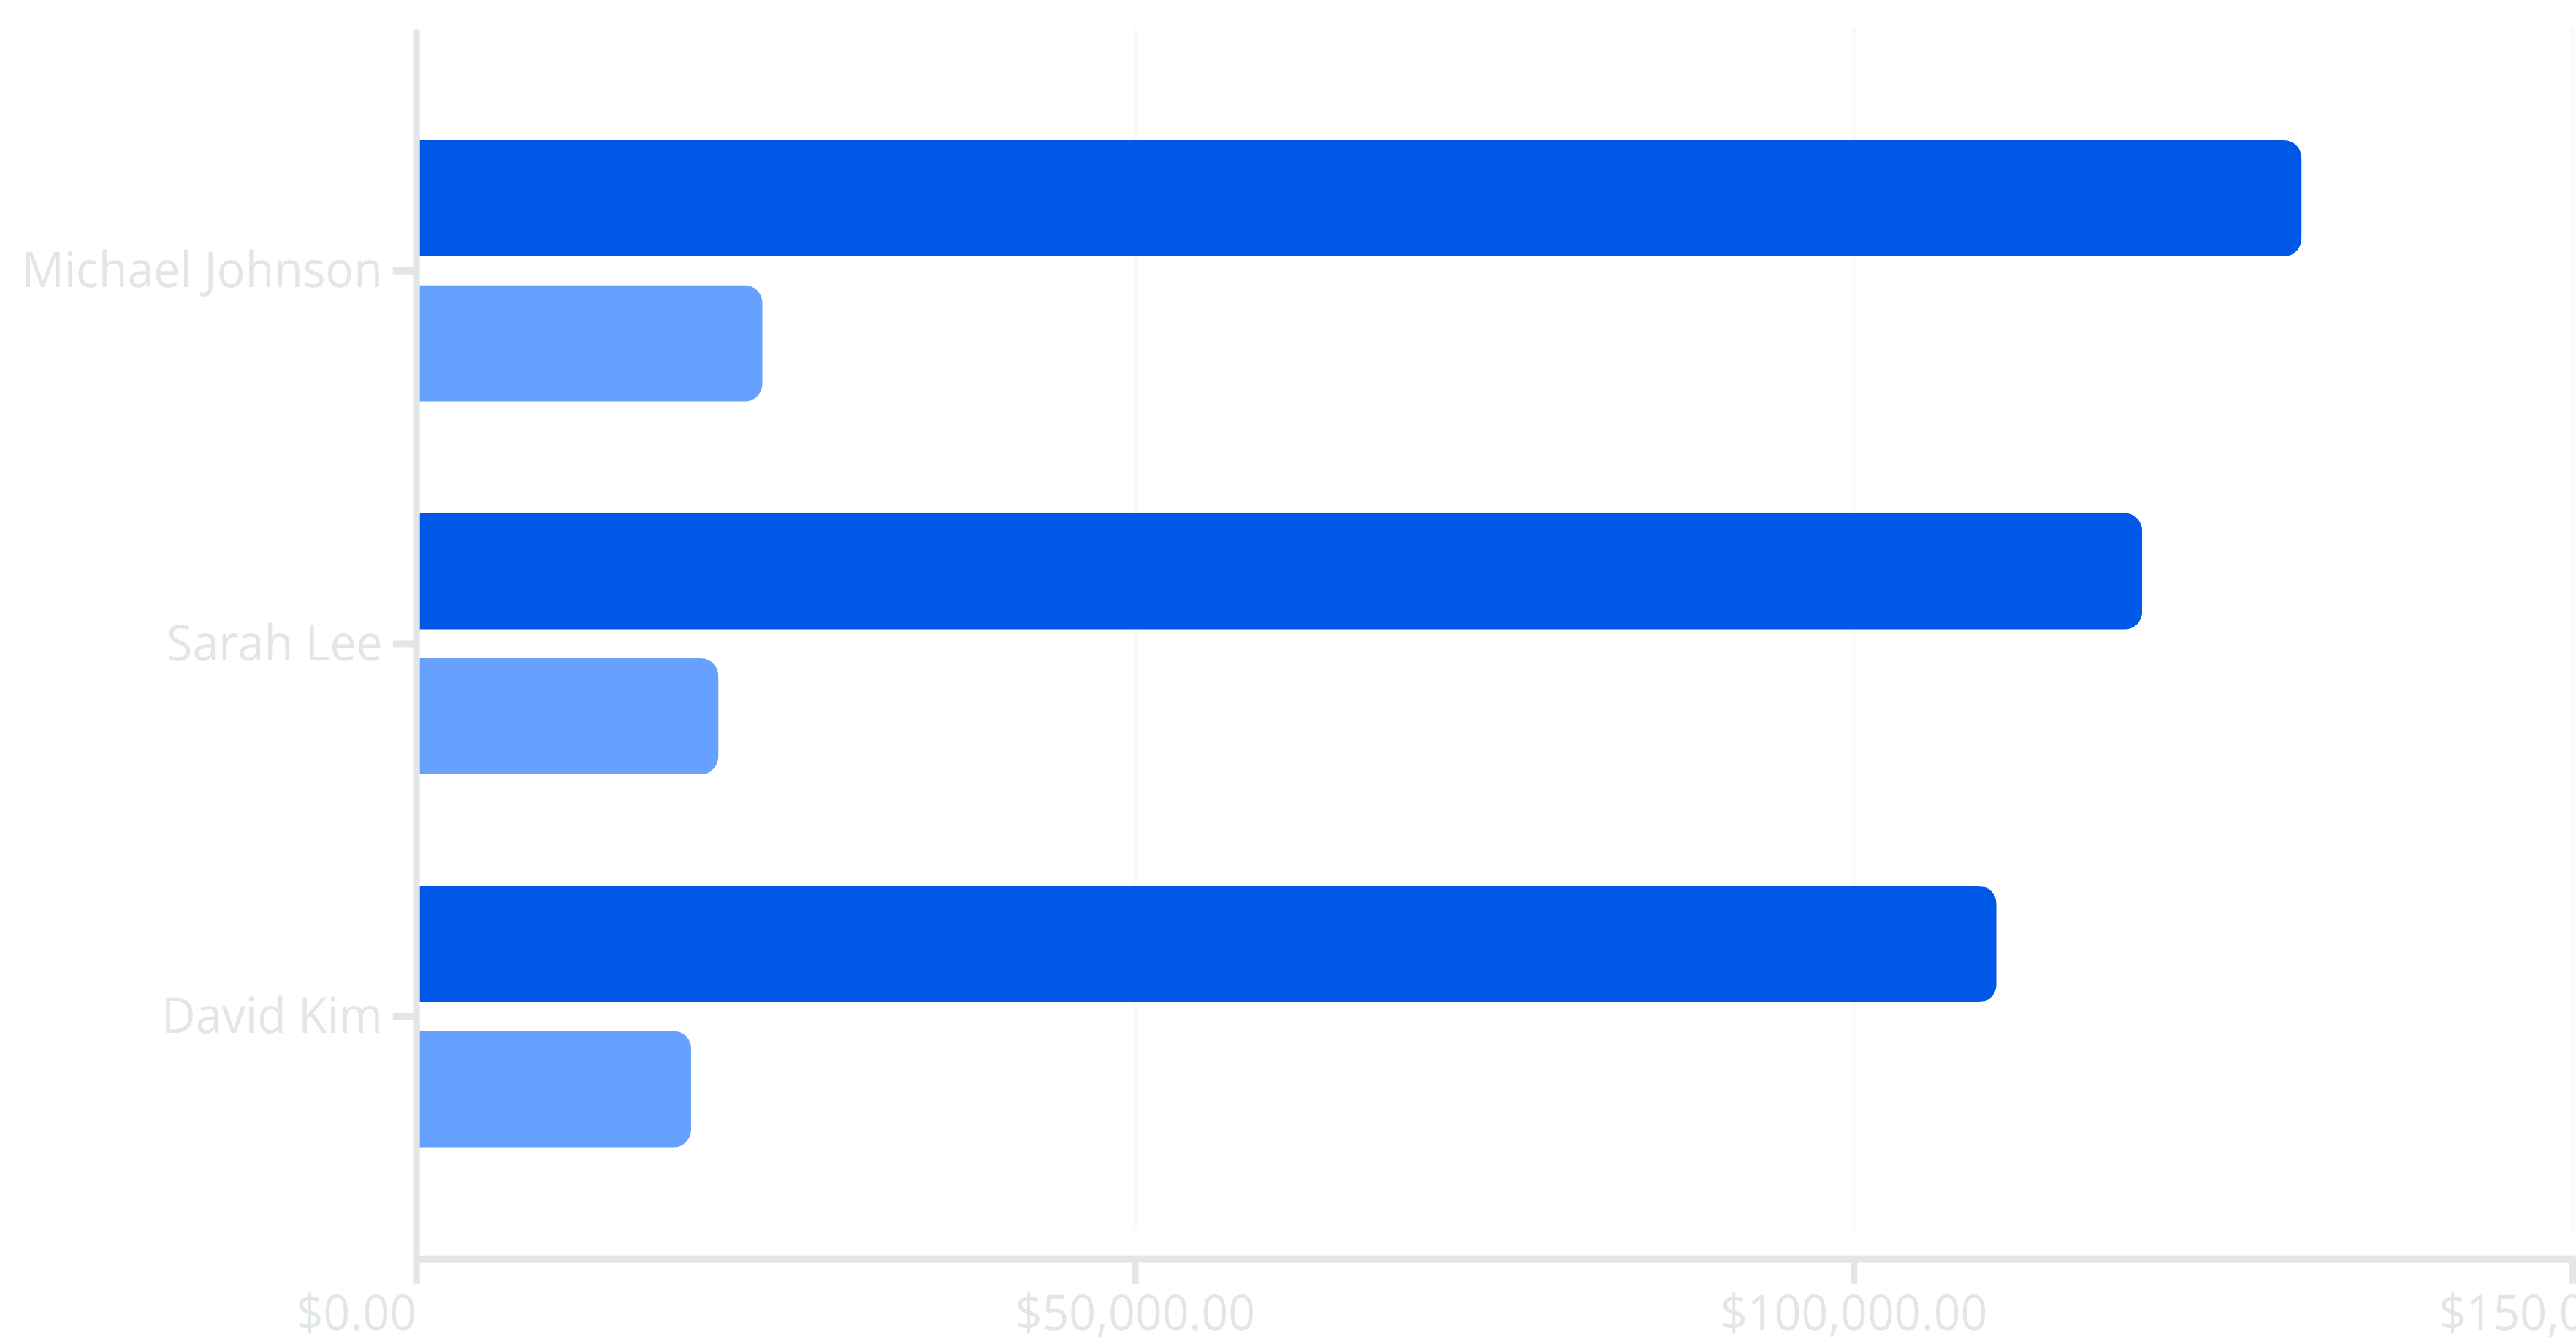 Michael Johnson
Sarah Lee
David Kim
$0.00
$50,000.00
$100,000.00